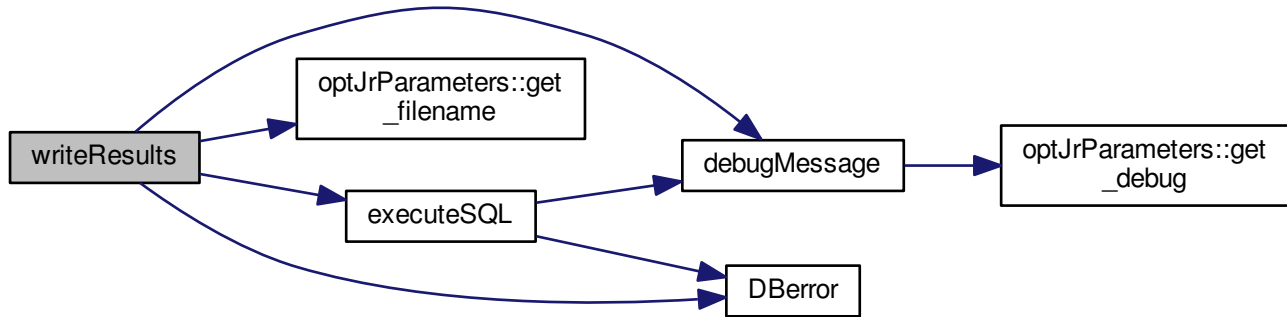 optJrParameters::get
_filename
writeResults
debugMessage
optJrParameters::get
_debug
executeSQL
DBerror